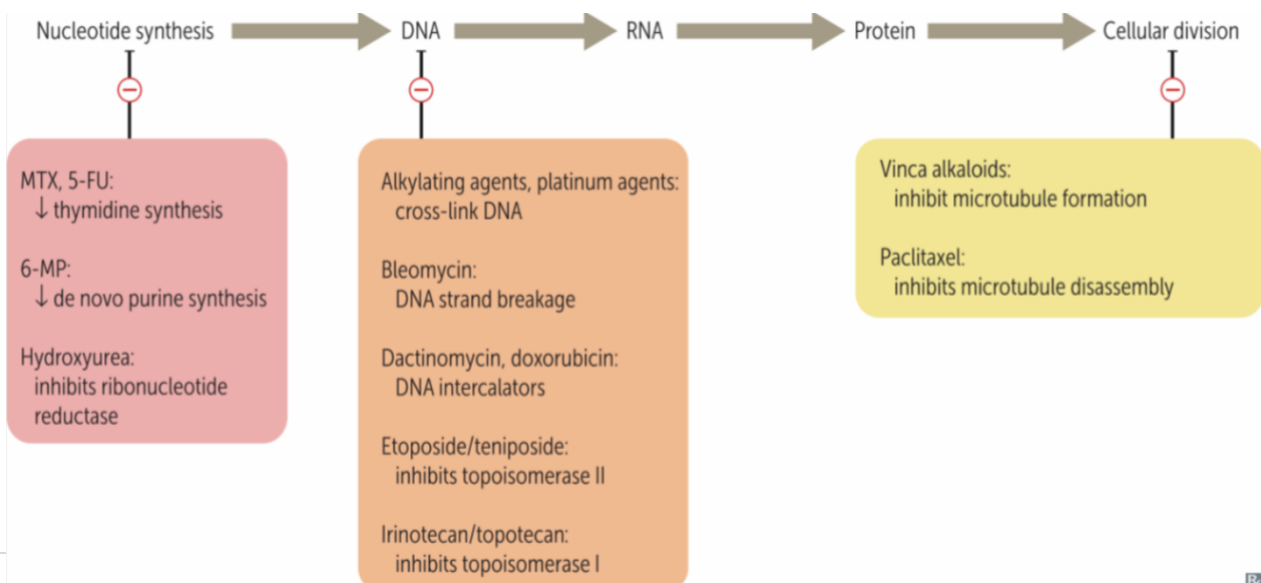 Nucleotide synthesis DNA RNA Protein Cellular division
MTX, 5-FU:
↓ thymidine synthesis
6-MP:
↓ de novo purine synthesis
Hydroxyurea:
inhibits ribonucleotide
reductase
Alkylating agents, platinum agents:
cross-link DNA
Bleomycin:
DNA strand breakage
Dactinomycin, doxorubicin:
DNA intercalators
Etoposide/teniposide:
inhibits topoisomerase II
Irinotecan/topotecan:
inhibits topoisomerase I
Vinca alkaloids:
inhibit microtubule formation
Paclitaxel:
inhibits microtubule disassembly